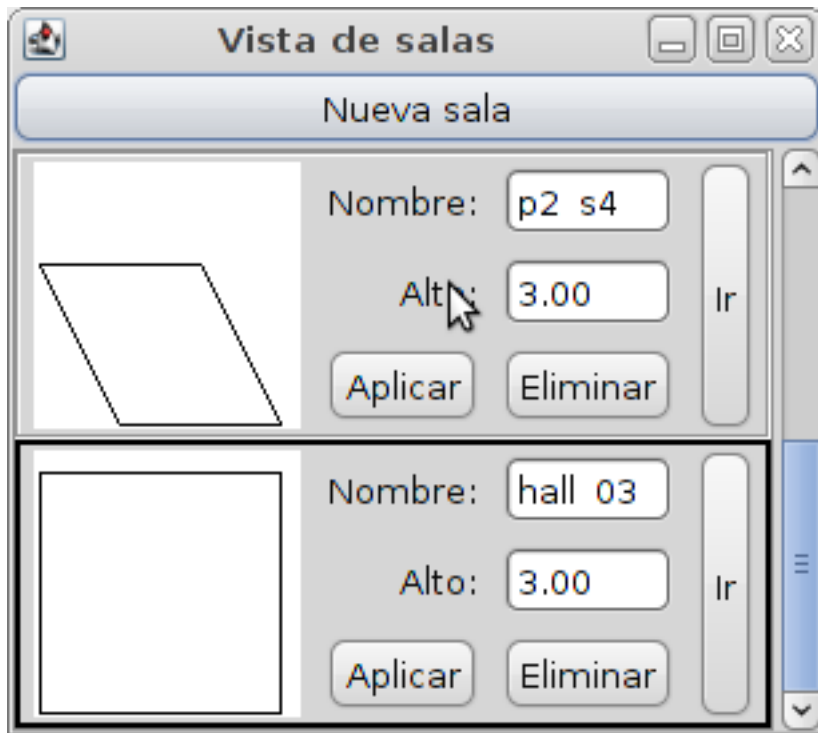 Vista de salas
Nueva sala
Nombre: p2 s4
Alto: 3.00
Ir
Aplicar Eliminar
Nombre: hall 03
Alto: 3.00
Ir
Aplicar Eliminar